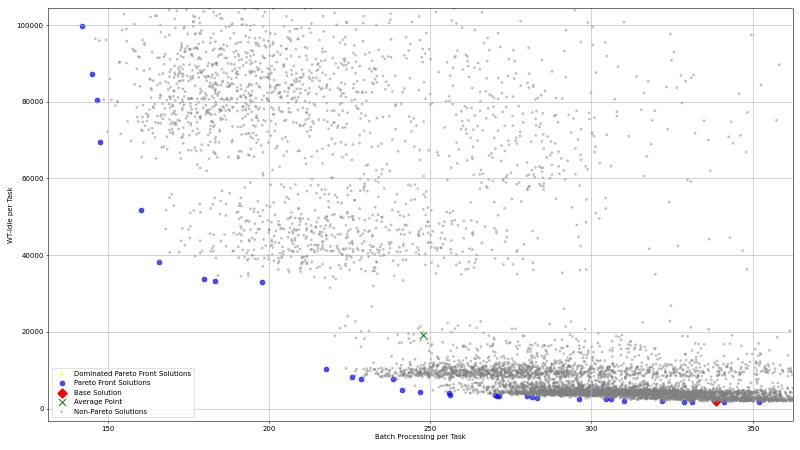 100000
80000
60000
40000
20000
0
WT-Idle per Task
Dominated Pareto Front Solutions
Pareto Front Solutions
Base Solution
Average Point
Non-Pareto Solutions
150
200
250
300
350
Batch Processing per Task